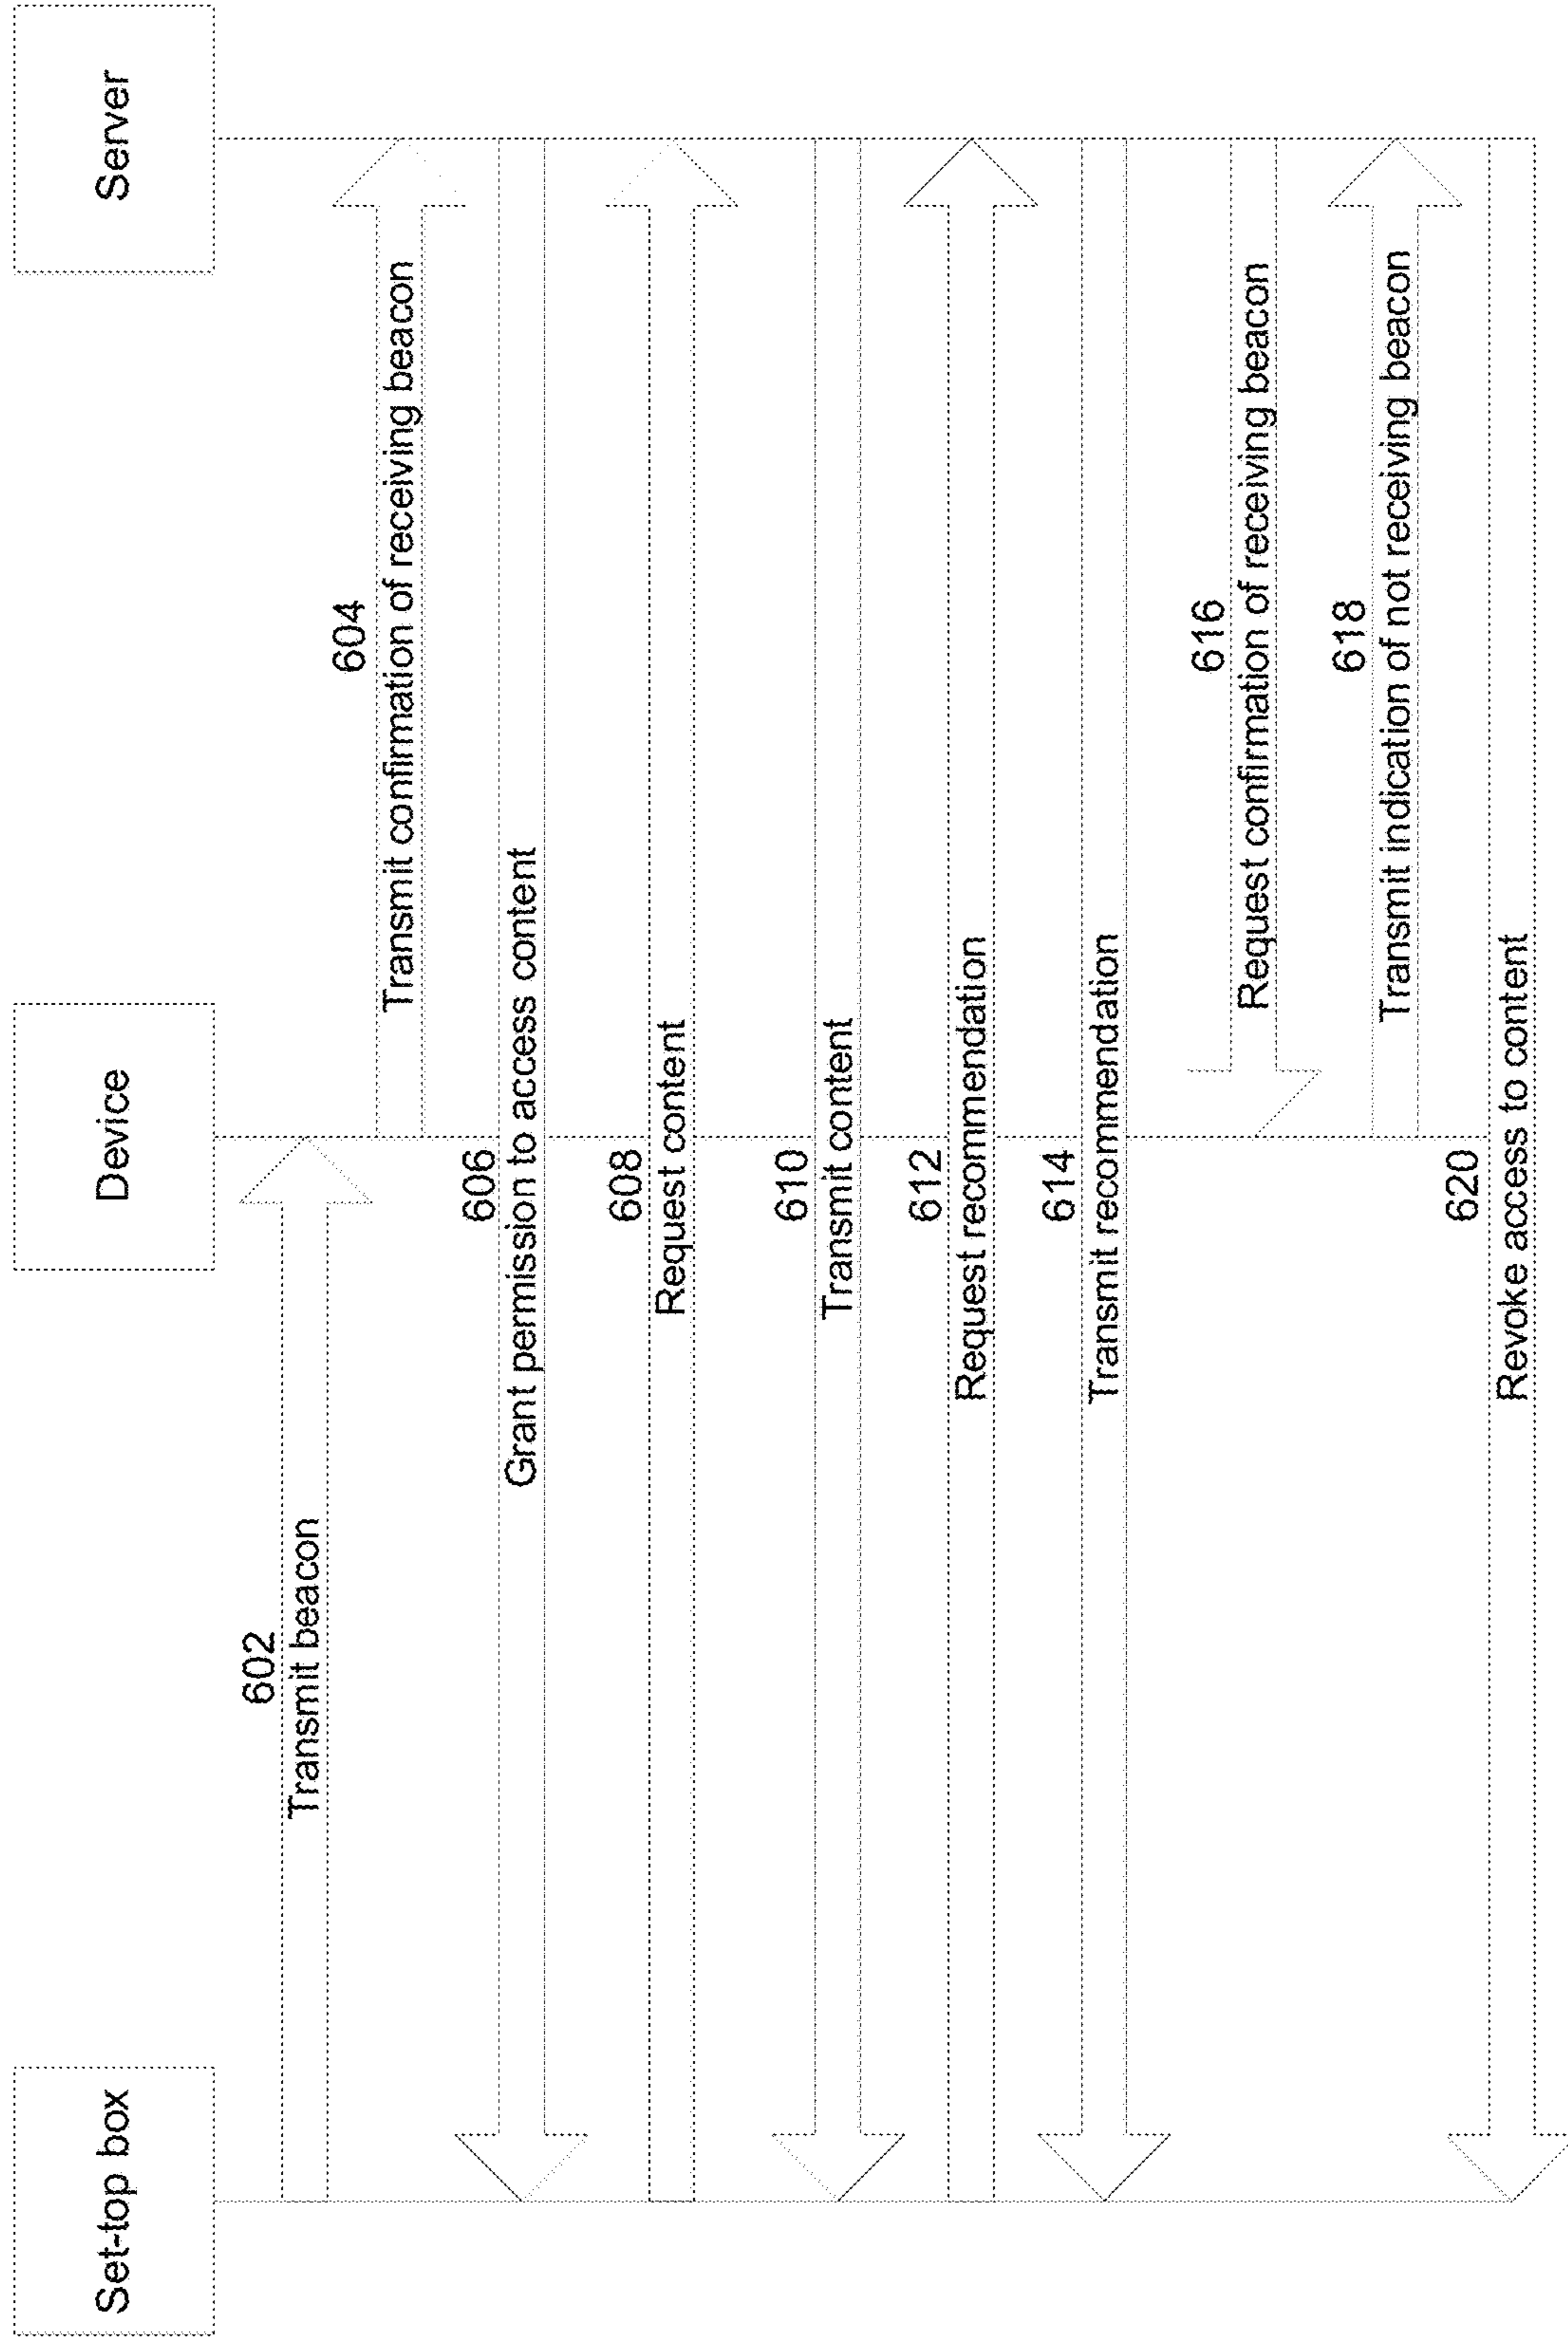 Set-top box
Device
Server
602
Transmit beacon
604
Transmit confirmation of receiving beacon
606
Grant permission to access content
608
Request content
610
Transmit content
612
Request recommendation
614
Transmit recommendation
616
Request confirmation of receiving beacon
618
Transmit indication of not receiving beacon
620
Revoke access to content